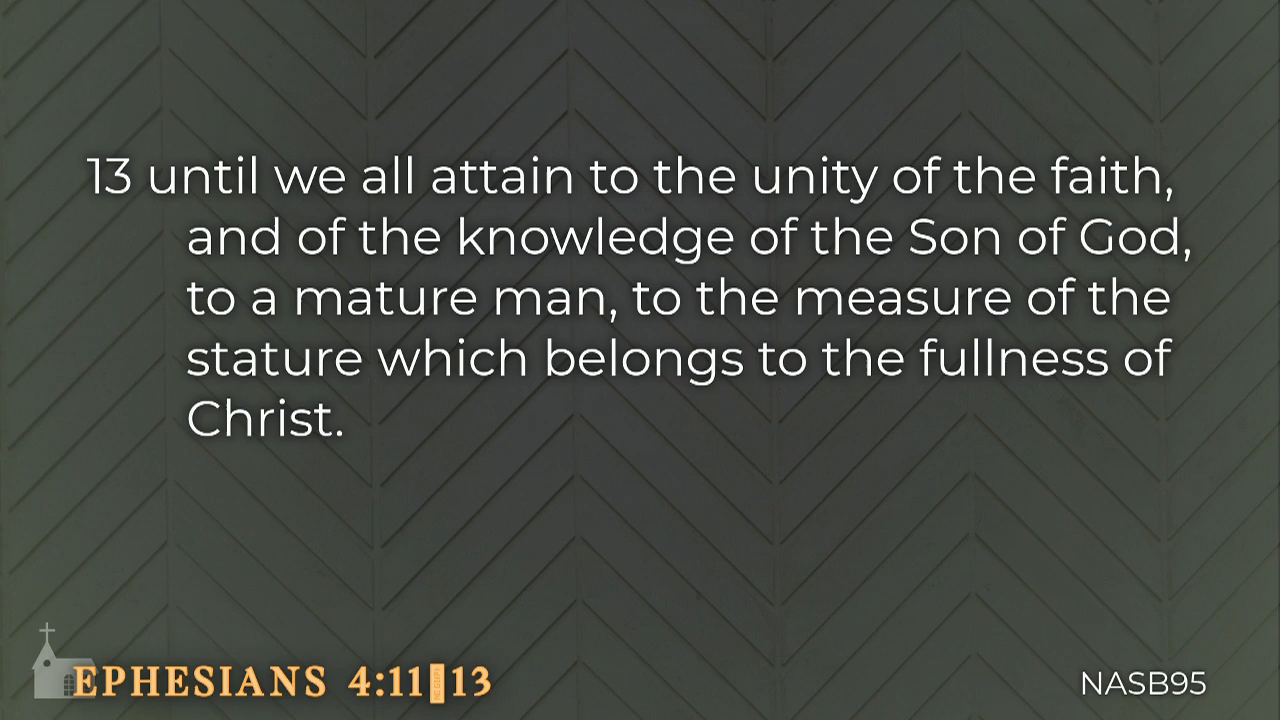 13 until we all attain to the unity of the faith,
and of the knowledge of the Son of God,
to a mature man, to the measure of the
stature which belongs to the fullness of
Christ.
EPHESIANS 4:11▯13
NASB95